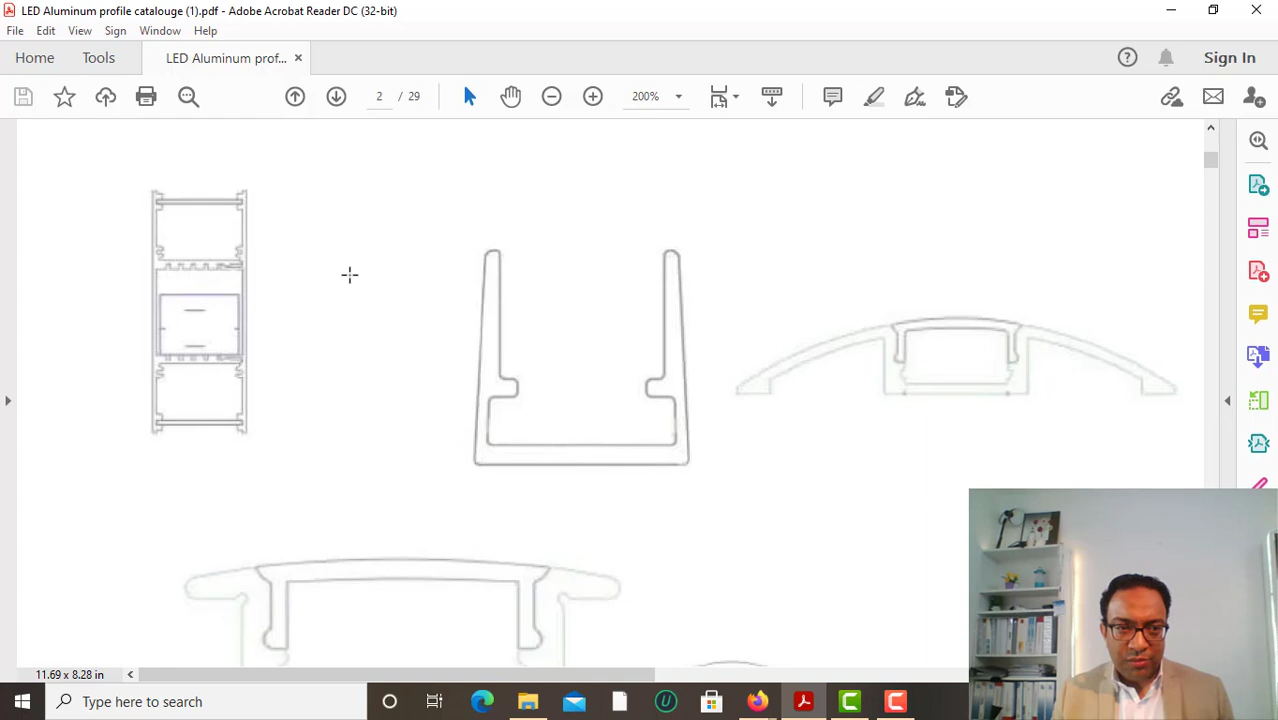 LED Aluminum profile catalouge (1).pdf - Adobe Acrobat Reader DC (32-bit)
File Edit View Sign Window Help
Home Tools LED Aluminum prof... × Sign In
2 / 29 200%
11.69 x 8.28 in
Type here to search